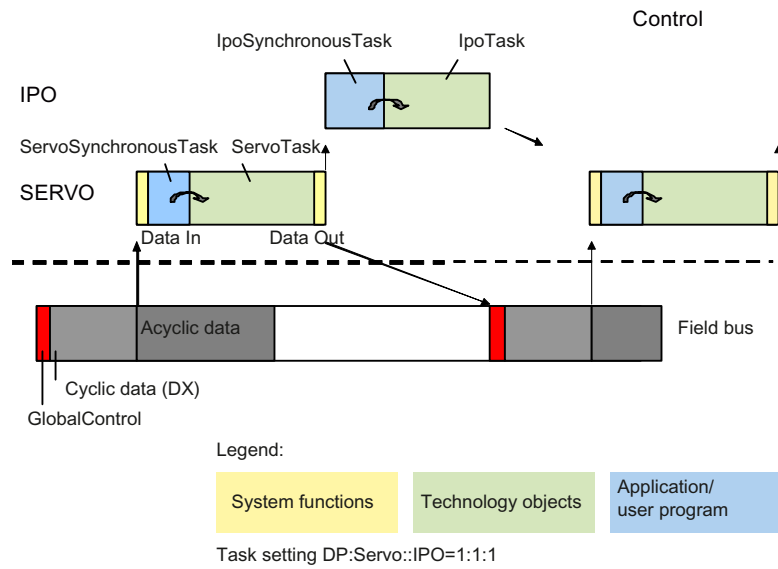 Control
IpoSynchronousTask
IpoTask
IPO
ServoSynchronousTask
ServoTask
SERVO
Data In
Data Out
Acyclic data
Field bus
Cyclic data (DX)
GlobalControl
Legend:
System functions
Technology objects
Application/
user program
Task setting DP:Servo::IPO=1:1:1